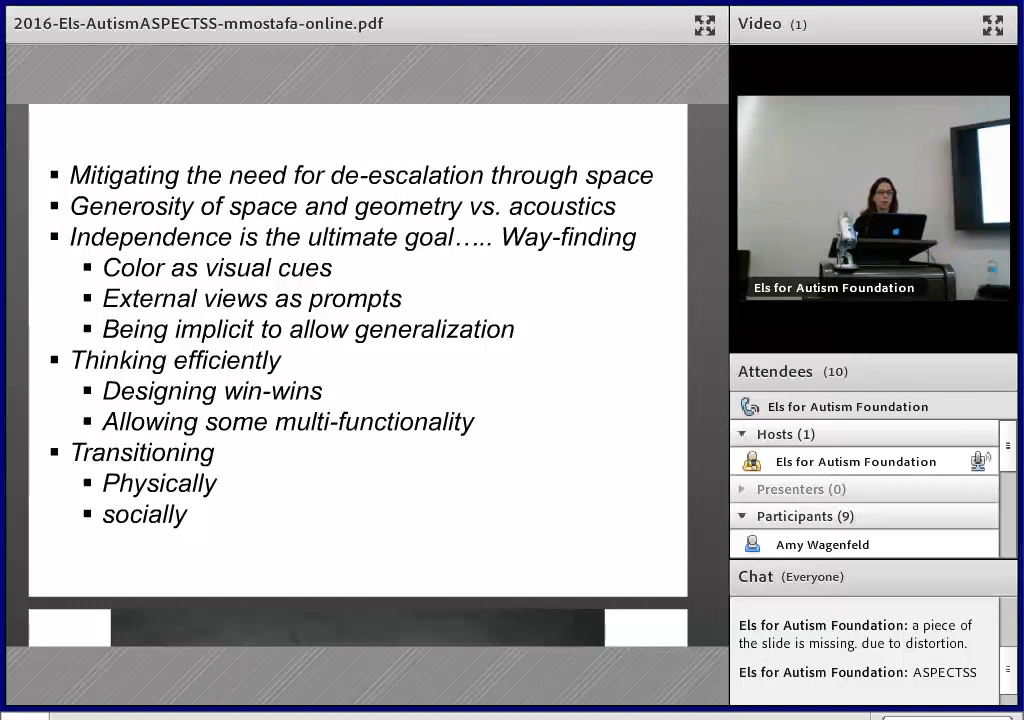 2016-Els-AutismASPECTSS-mmostafa-online.pdf
▪ Mitigating the need for de-escalation through space
▪ Generosity of space and geometry vs. acoustics
▪ Independence is the ultimate goal….. Way-finding
▪ Color as visual cues
▪ External views as prompts
▪ Being implicit to allow generalization
▪ Thinking efficiently
▪ Designing win-wins
▪ Allowing some multi-functionality
▪ Transitioning
▪ Physically
▪ socially
Video (1)
Els for Autism Foundation
Attendees (10)
Els for Autism Foundation
Hosts (1)
Els for Autism Foundation
Presenters (0)
Participants (9)
Amy Wagenfeld
Chat (Everyone)
Els for Autism Foundation: a piece of
the slide is missing. due to distortion.
Els for Autism Foundation: ASPECTSS